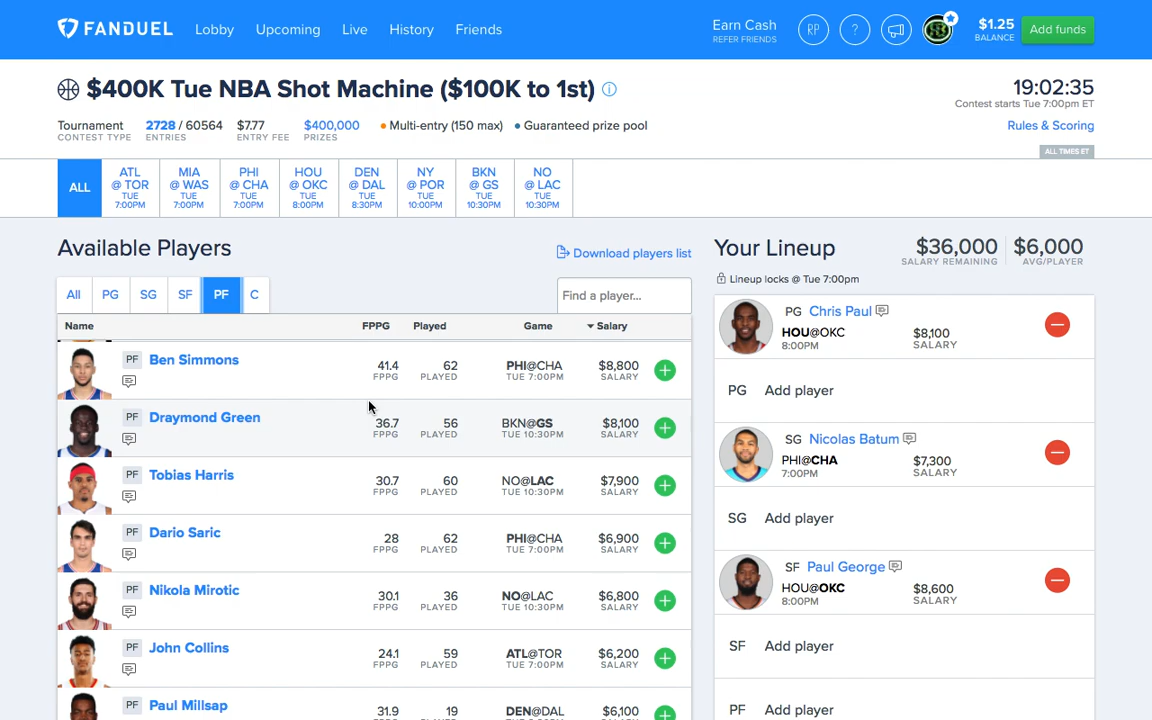 FANDUEL
Lobby
Upcoming
Live
History
Friends
Earn Cash
REFER FRIENDS
RP
?
$1.25
BALANCE
Add funds
$400K Tue NBA Shot Machine ($100K to 1st)
19:02:35
Contest starts Tue 7:00pm ET
Tournament
CONTEST TYPE
2728 / 60564
ENTRIES
$7.77
ENTRY FEE
$400,000
PRIZES
Multi-entry (150 max)
Guaranteed prize pool
Rules & Scoring
ALL TIMES ET
ALL
ATL
@ TOR
TUE
7:00PM
MIA
@ WAS
TUE
7:00PM
PHI
@ CHA
TUE
7:00PM
HOU
@ OKC
TUE
8:00PM
DEN
@ DAL
TUE
8:30PM
NY
@ POR
TUE
10:00PM
BKN
@ GS
TUE
10:30PM
NO
@ LAC
TUE
10:30PM
Available Players
Download players list
All
PG
SG
SF
PF
C
Find a player...
Name
FPPG
Played
Game
Salary
PF Ben Simmons
41.4
FPPG
62
PLAYED
PHI@CHA
TUE 7:00PM
$8,800
SALARY
PF Draymond Green
36.7
FPPG
56
PLAYED
BKN@GS
TUE 10:30PM
$8,100
SALARY
PF Tobias Harris
30.7
FPPG
60
PLAYED
NO@LAC
TUE 10:30PM
$7,900
SALARY
PF Dario Saric
28
FPPG
62
PLAYED
PHI@CHA
TUE 7:00PM
$6,900
SALARY
PF Nikola Mirotic
30.1
FPPG
36
PLAYED
NO@LAC
TUE 10:30PM
$6,800
SALARY
PF John Collins
24.1
FPPG
59
PLAYED
ATL@TOR
TUE 7:00PM
$6,200
SALARY
PF Paul Millsap
31.9
FPPG
19
PLAYED
DEN@DAL
$6,100
SALARY
Your Lineup
$36,000
SALARY REMAINING
$6,000
AVG/PLAYER
Lineup locks @ Tue 7:00pm
PG Chris Paul
HOU@OKC
8:00PM
$8,100
SALARY
PG Add player
SG Nicolas Batum
PHI@CHA
7:00PM
$7,300
SALARY
SG Add player
SF Paul George
HOU@OKC
8:00PM
$8,600
SALARY
SF Add player
PF Add player